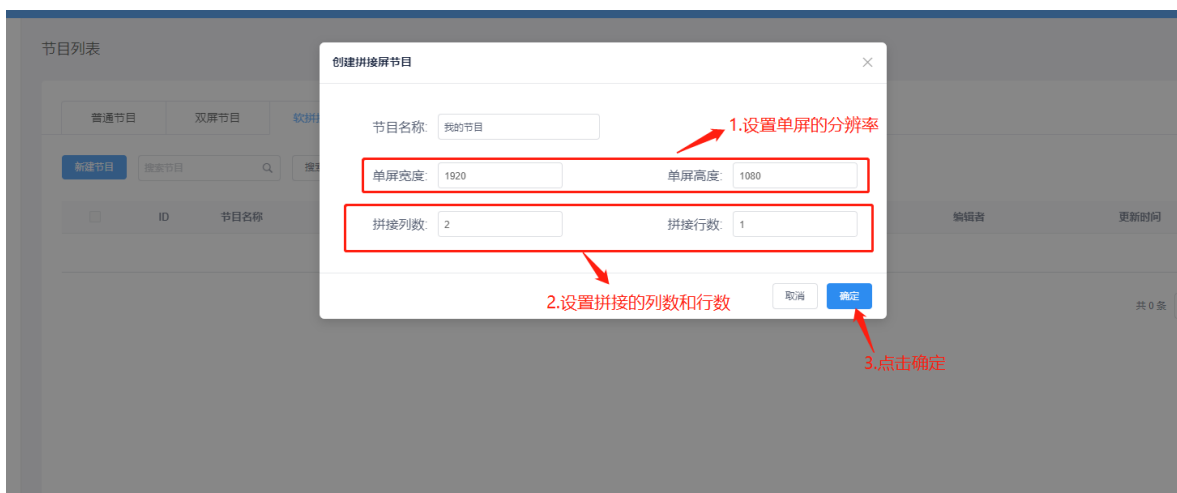 节目列表
创建拼接屏节目
普通节目 双屏节目
节目名称: 我的节目
1.设置单屏的分辨率
新建节目 搜索节目
单屏宽度: 1920 单屏高度: 1080
ID 节目名称 编辑者 更新时间
拼接列数: 2 拼接行数: 1
2.设置拼接的列数和行数
取消 确定
共 0 条
3.点击确定